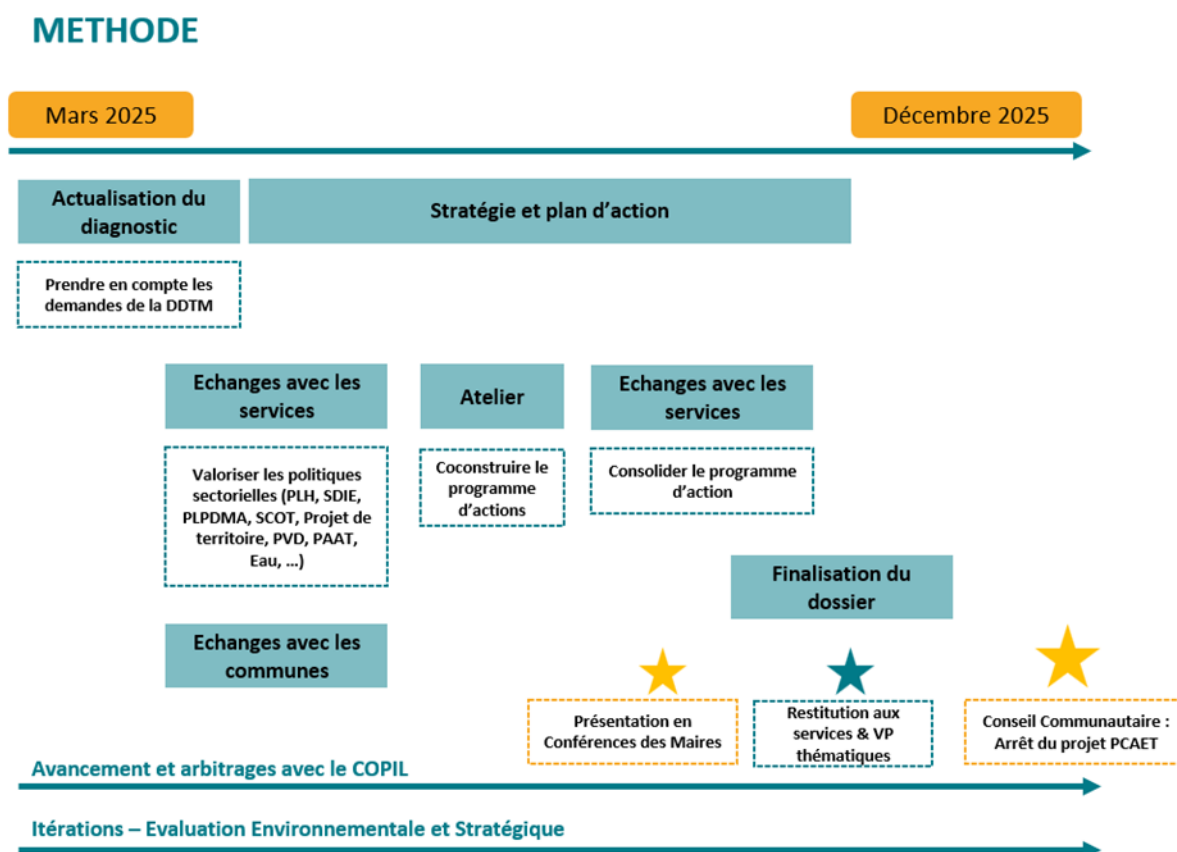 METHODE
Mars 2025
Décembre 2025
Actualisation du
diagnostic
Stratégie et plan d’action
Prendre en compte les
demandes de la DDTM
Echanges avec les
services
Atelier
Echanges avec les
services
Valoriser les politiques
sectorielles (PLH, SDIE,
PLPDMA, SCOT, Projet de
territoire, PVD, PAAT,
Eau, …)
Coconstruire le
programme
d’actions
Consolider le programme
d’action
Finalisation du
dossier
Echanges avec les
communes
Présentation en
Conférences des Maires
Restitution aux
services & VP
thématiques
Conseil Communautaire :
Arrêt du projet PCAET
Avancement et arbitrages avec le COPIL
Itérations – Evaluation Environnementale et Stratégique